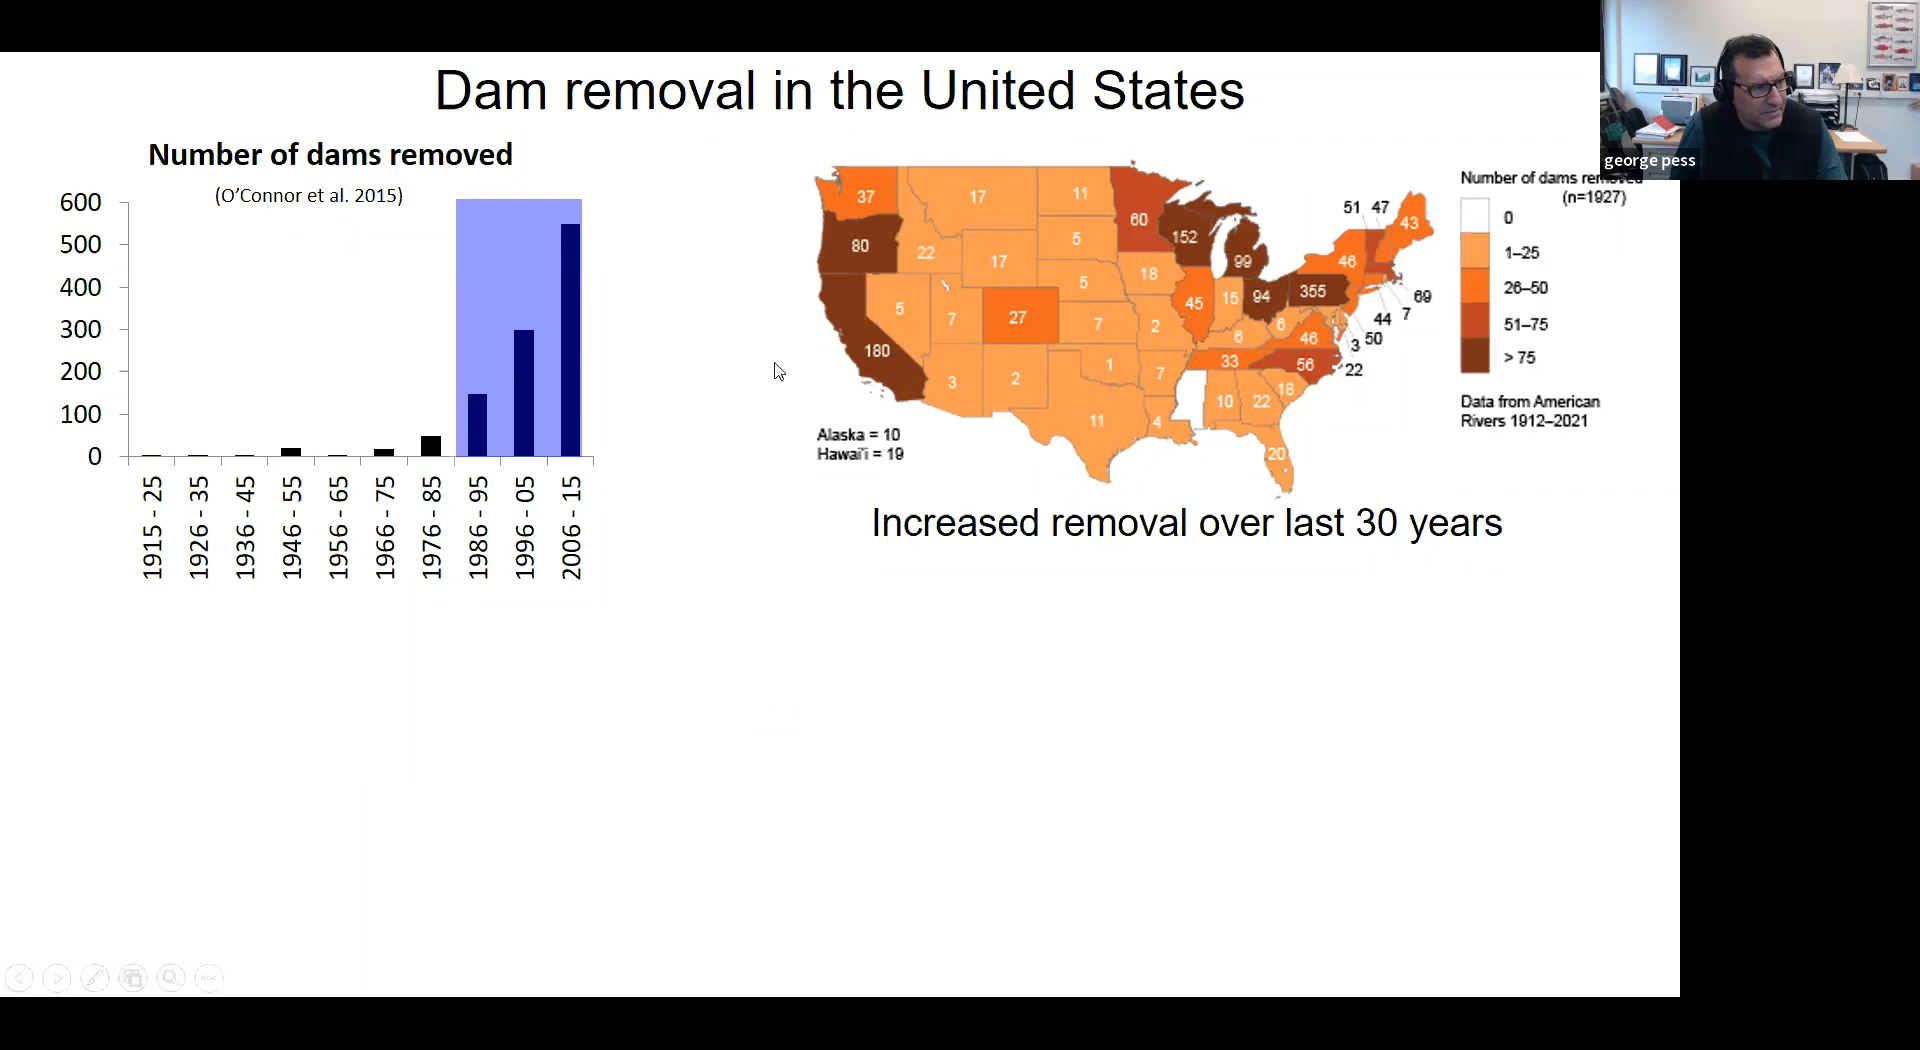 Dam removal in the United States
george pess
Number of dams removed
(O'Connor et al. 2015)
600
500
400
300
200
100
0
1915 - 25
1926 - 35
1936 - 45
1946 - 55
1956 - 65
1966 - 75
1976 - 85
1986 - 95
1996 - 05
2006 - 15
37
17
11
60
152
51
47
43
80
22
17
5
18
99
46
5
45
15
94
355
69
5
7
27
7
2
6
6
46
44
7
3
50
180
3
2
1
7
33
56
22
11
4
10
22
18
20
Alaska = 10
Hawai'i = 19
Number of dams removed
(n=1927)
0
1–25
26–50
51–75
> 75
Data from American
Rivers 1912–2021
Increased removal over last 30 years